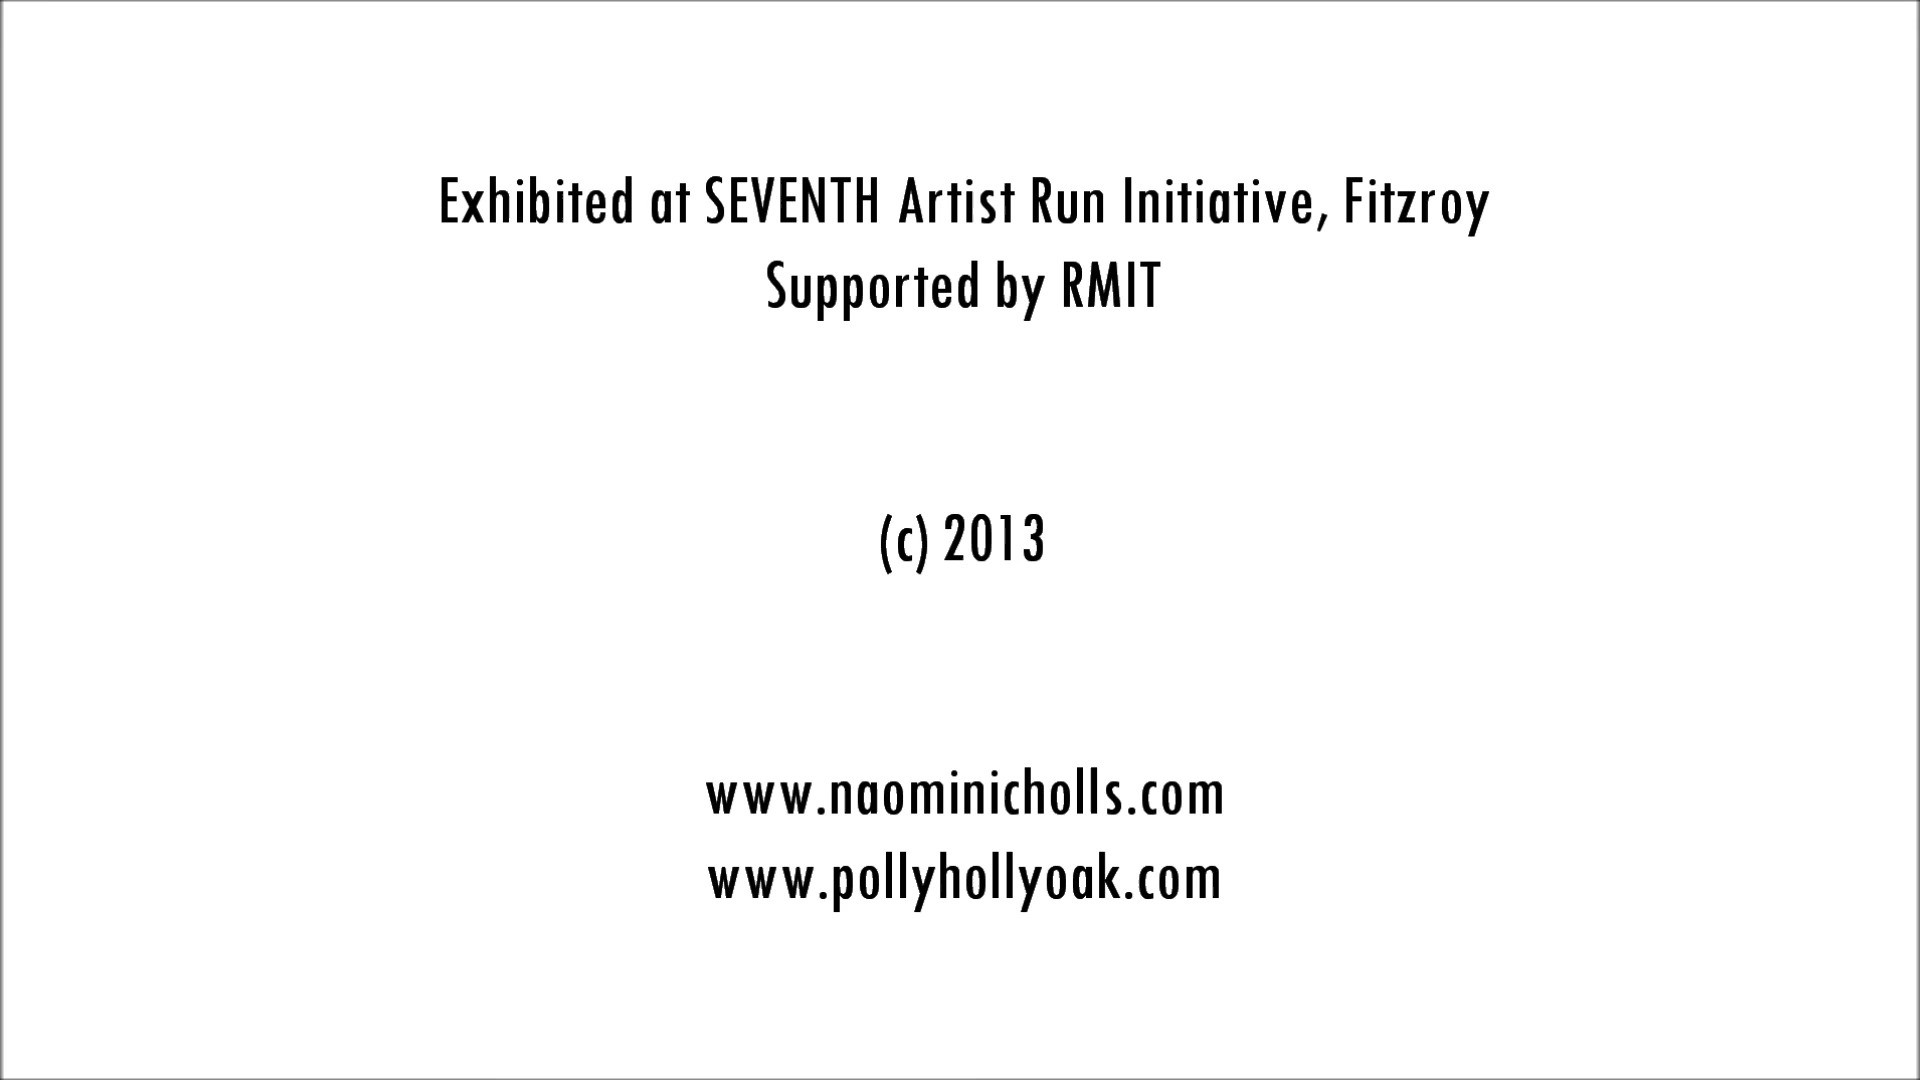 Exhibited at SEVENTH Artist Run Initiative, Fitzroy
Supported by RMIT
(c) 2013
www.naominicholls.com
www.pollyhollyoak.com